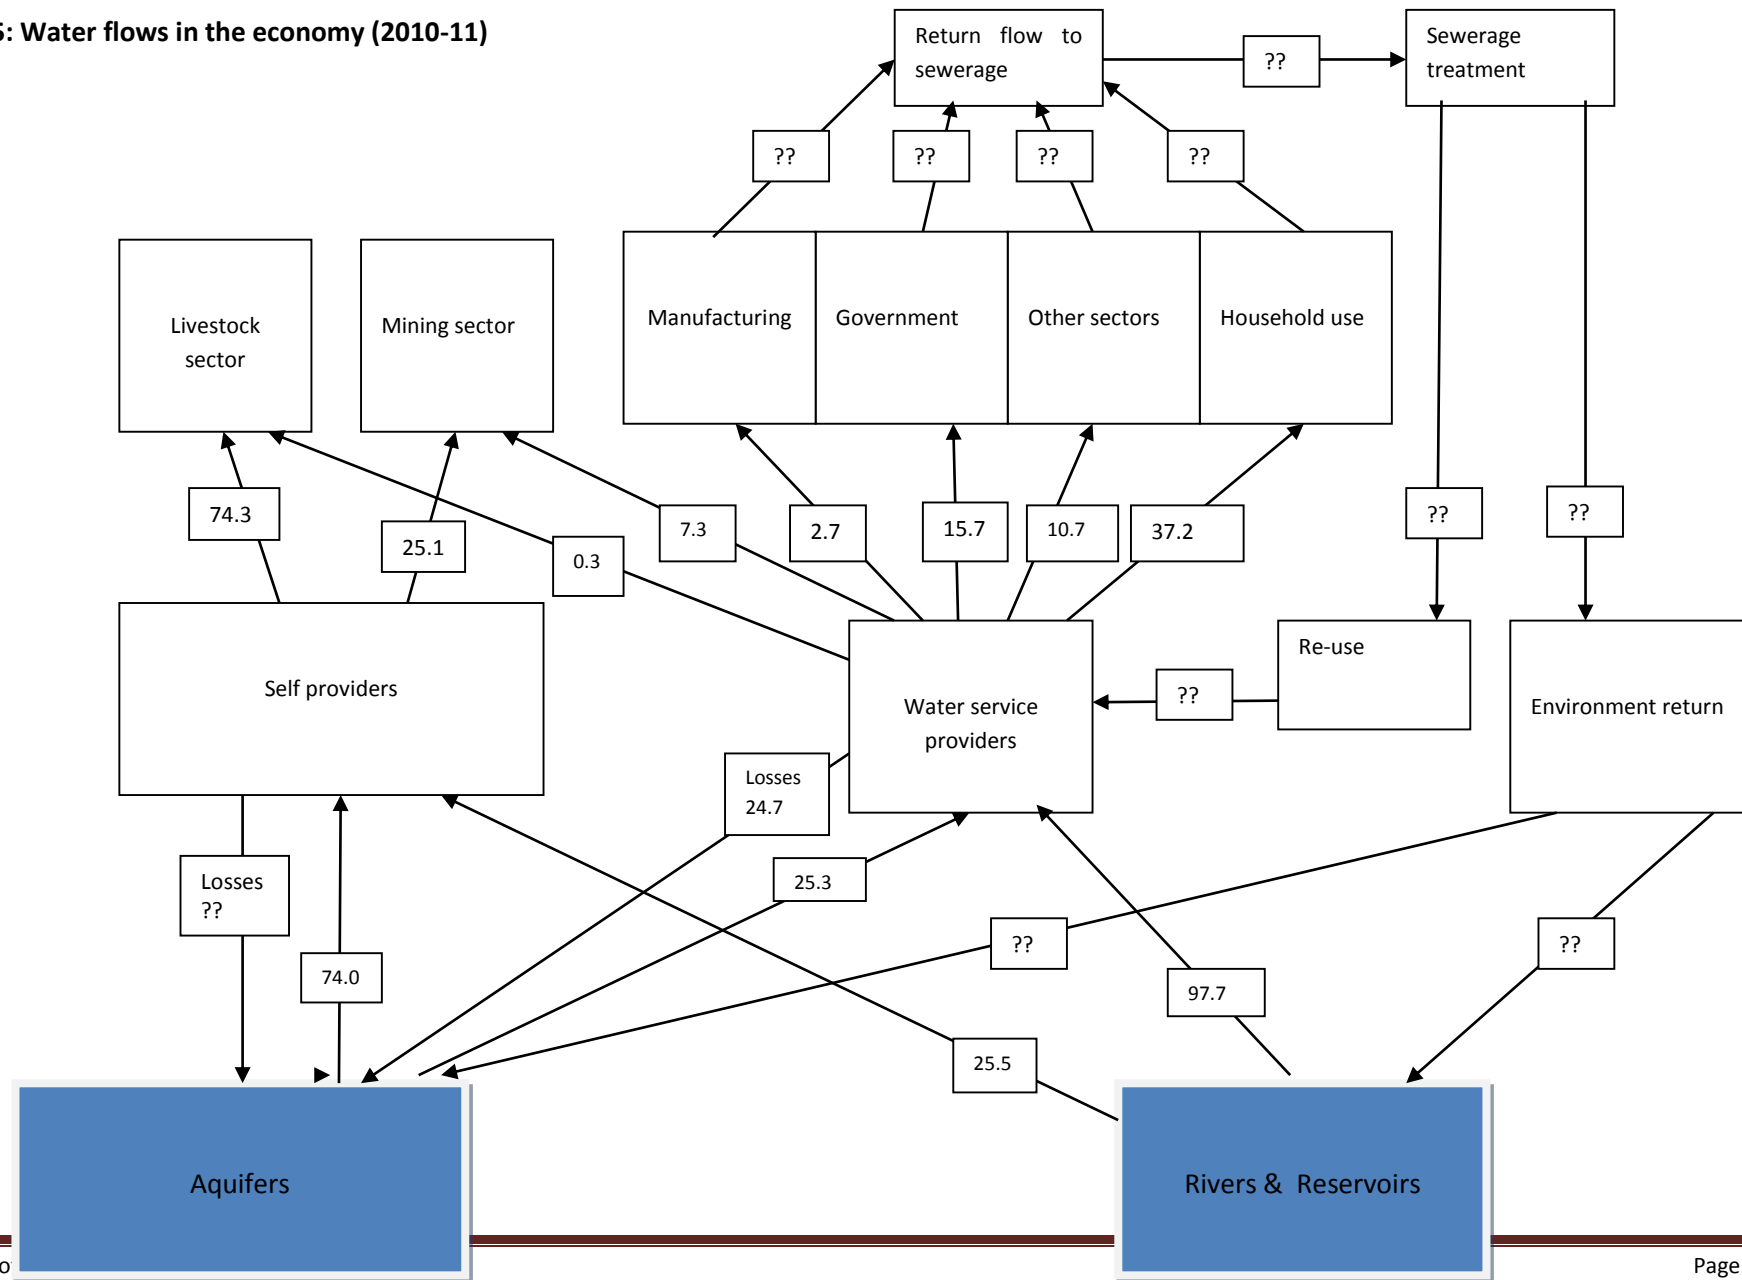 5: Water flows in the economy (2010-11)
Return flow to
sewerage
??
Sewerage
treatment
??
??
??
??
Livestock
sector
Mining sector
Manufacturing
Government
Other sectors
Household use
74.3
25.1
0.3
7.3
2.7
15.7
10.7
37.2
??
??
Self providers
Water service
providers
??
Re-use
Environment return
Losses
24.7
Losses
??
25.3
74.0
??
97.7
??
25.5
Aquifers
Rivers & Reservoirs
Page